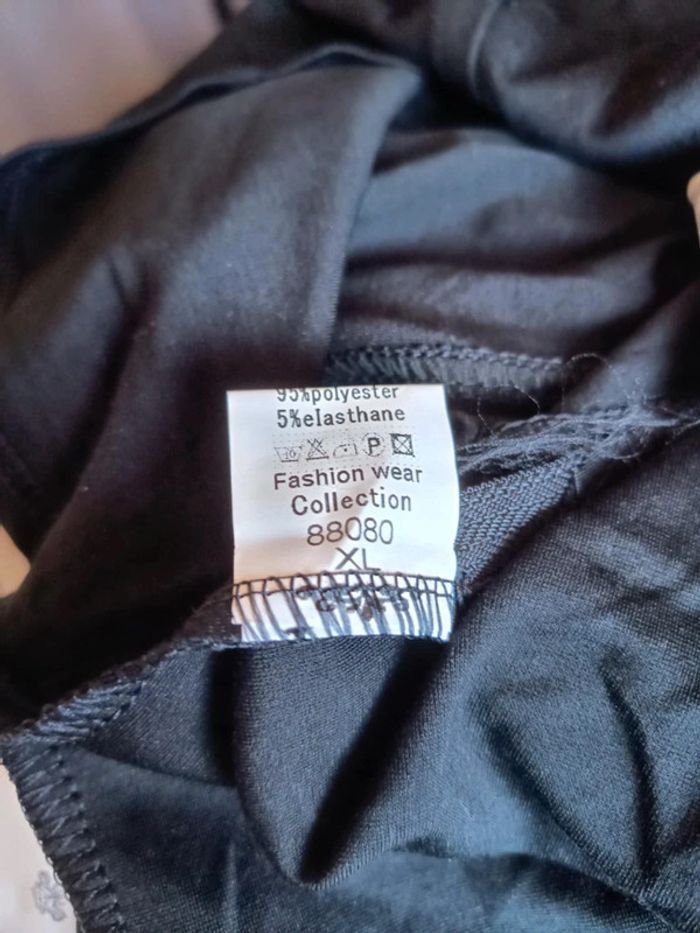 95%polyester
5%elasthane
P
Fashion wear
Collection
88080
XL